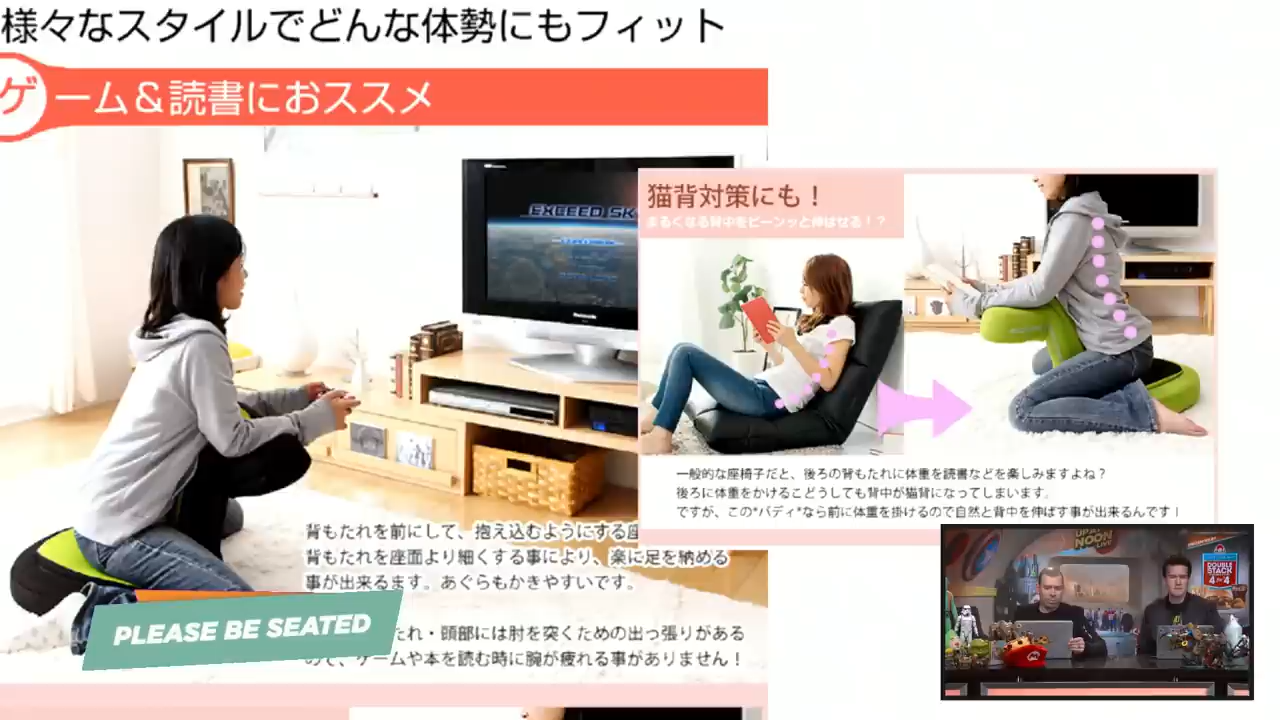 様々なスタイルでどんな体勢にもフィット
ゲーム＆読書におススメ
EXCEED SK
Panasonic
猫背対策にも！
まるくなる背中をピーンッと伸ばせる！？
一般的な座椅子だと、後ろの背もたれに体重を読書などを楽しみますよね？
後ろに体重をかけるこどうしても背中が猫背になってしまいます。
ですが、この"バディ"なら前に体重を掛けるので自然と背中を伸ばす事が出来るんです！
背もたれを前にして、抱え込むようにする座
背もたれを座面より細くする事により、楽に足を納める
事が出来るます。あぐらもかきやすいです。
たれ・頭部には肘を突くための出っ張りがある
ので、ゲームや本を読む時に腕が疲れる事がありません！
PLEASE BE SEATED
UP AT
NOON
LIVE
DOUBLE
STACK
4 for $4